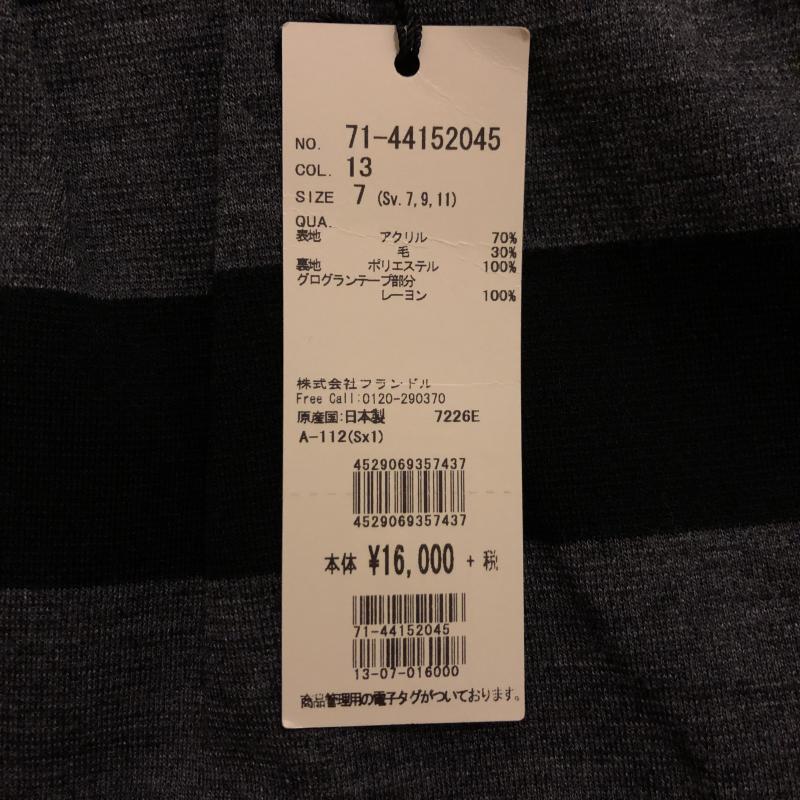 NO. 71-44152045
COL. 13
SIZE 7 (Sv.7,9,11)
QUA.
表地 アクリル 70%
毛 30%
裏地 ポリエステル 100%
グログランテープ部分
レーヨン 100%
株式会社フランドル
Free Call:0120-290370
原産国:日本製 7226E
A-112(Sx1)
4529069357437
4529069357437
本体 ¥16,000 + 税
71-44152045
13-07-016000
商品管理用の電子タグがついております。